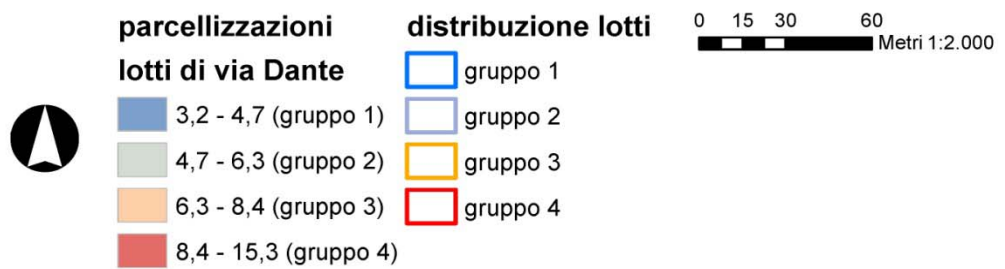 parcellizzazioni
lotti di via Dante
3,2 - 4,7 (gruppo 1)
4,7 - 6,3 (gruppo 2)
6,3 - 8,4 (gruppo 3)
8,4 - 15,3 (gruppo 4)
distribuzione lotti
gruppo 1
gruppo 2
gruppo 3
gruppo 4
0 15 30 60
Metri 1:2.000